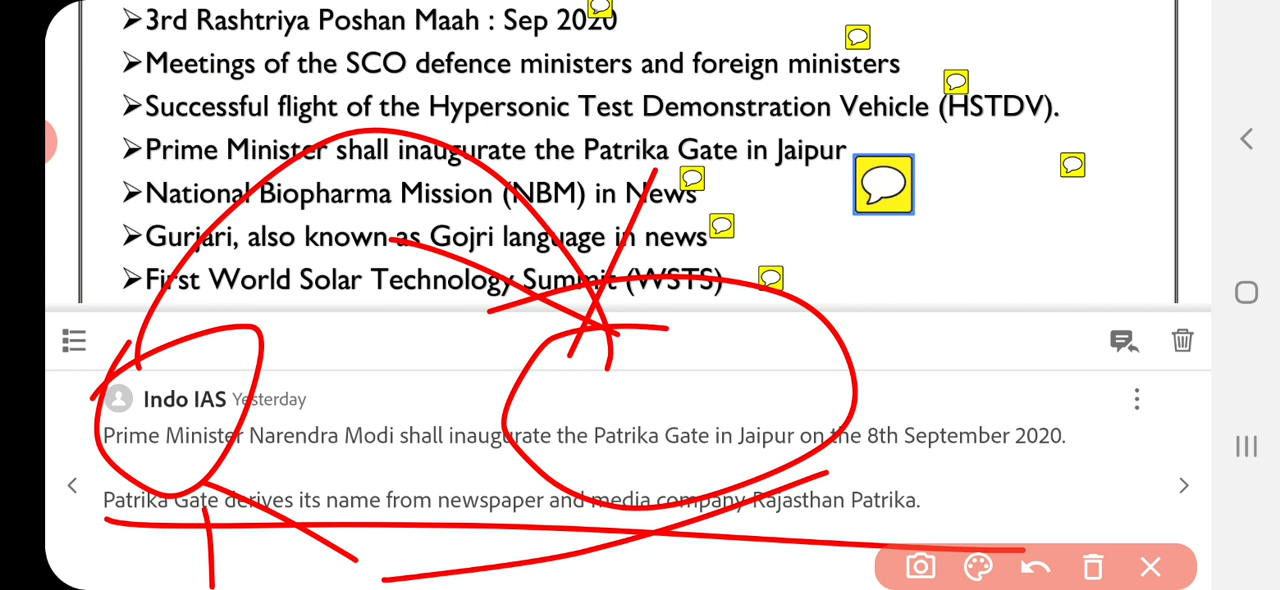 ➢3rd Rashtriya Poshan Maah : Sep 2020
➢Meetings of the SCO defence ministers and foreign ministers
➢Successful flight of the Hypersonic Test Demonstration Vehicle (HSTDV).
➢Prime Minister shall inaugurate the Patrika Gate in Jaipur
➢National Biopharma Mission (NBM) in News
➢Gurjari, also known as Gojri language in news
➢First World Solar Technology Summit (WSTS)
Indo IAS Yesterday
Prime Minister Narendra Modi shall inaugurate the Patrika Gate in Jaipur on the 8th September 2020.
Patrika Gate derives its name from newspaper and media company Rajasthan Patrika.